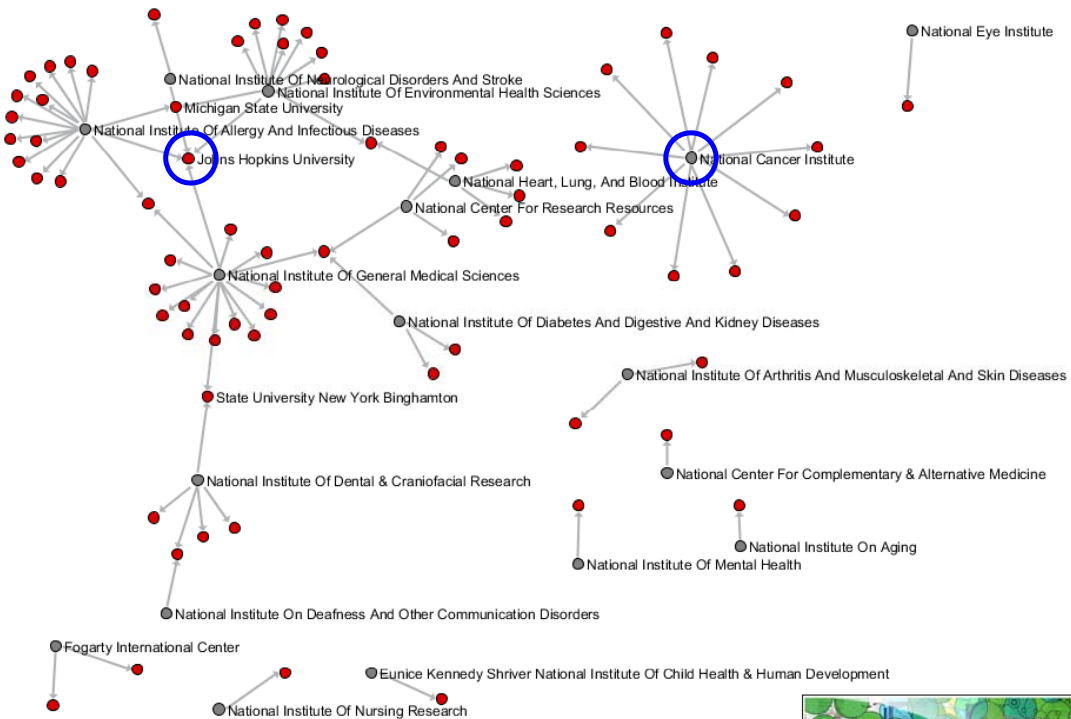 National Eye Institute
National Institute Of Neurological Disorders And Stroke
National Institute Of Environmental Health Sciences
Michigan State University
National Institute Of Allergy And Infectious Diseases
Johns Hopkins University
National Cancer Institute
National Heart, Lung, And Blood Institute
National Center For Research Resources
National Institute Of General Medical Sciences
National Institute Of Diabetes And Digestive And Kidney Diseases
National Institute Of Arthritis And Musculoskeletal And Skin Diseases
State University New York Binghamton
National Center For Complementary & Alternative Medicine
National Institute Of Dental & Craniofacial Research
National Institute On Aging
National Institute Of Mental Health
National Institute On Deafness And Other Communication Disorders
Fogarty International Center
Eunice Kennedy Shriver National Institute Of Child Health & Human Development
National Institute Of Nursing Research